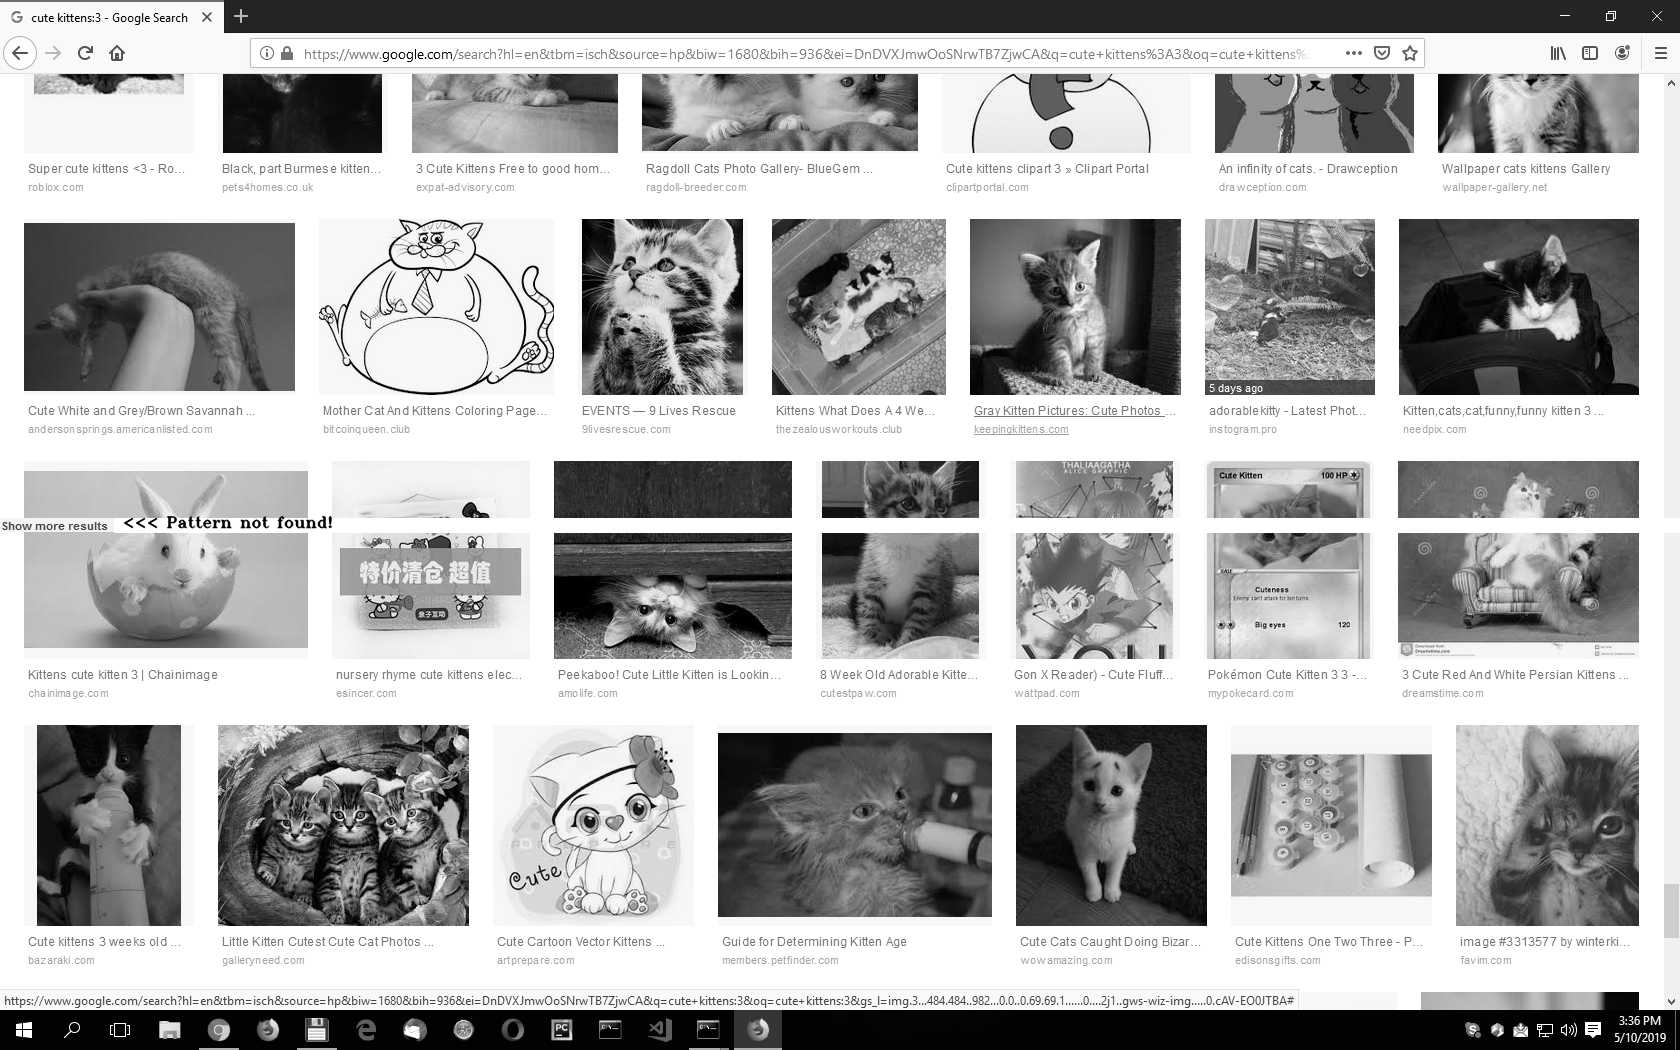 cute kittens:3 - Google Search
https://www.google.com/search?hl=en&tbm=isch&source=hp&biw=1680&bih=936&ei=DnDVXJmwOoSNrwTB7ZjwCA&q=cute+kittens%3A3&oq=cute+kittens%
Super cute kittens <3 - Ro...
roblox.com
Black, part Burmese kitten...
pets4homes.co.uk
3 Cute Kittens Free to good hom...
expat-advisory.com
Ragdoll Cats Photo Gallery- BlueGem ...
ragdoll-breeder.com
Cute kittens clipart 3 » Clipart Portal
clipartportal.com
An infinity of cats. - Drawception
drawception.com
Wallpaper cats kittens Gallery
wallpaper-gallery.net
5 days ago
Cute White and Grey/Brown Savannah ...
andersonsprings.americanlisted.com
Mother Cat And Kittens Coloring Page...
bitcoinqueen.club
EVENTS — 9 Lives Rescue
9livesrescue.com
Kittens What Does A 4 We...
thezealousworkouts.club
Gray Kitten Pictures: Cute Photos ...
keepingkittens.com
adorablekitty - Latest Phot...
instogram.pro
Kitten,cats,cat,funny,funny kitten 3 ...
needpix.com
THALIAAGATHA
ALICE GRAPHIC
Cute Kitten 100 HP
Show more results <<< Pattern not found!
特价清仓 超值
亲子互动
Cuteness
Big eyes 120
Kittens cute kitten 3 | Chainimage
chainimage.com
nursery rhyme cute kittens elec...
esincer.com
Peekaboo! Cute Little Kitten is Lookin...
amolife.com
8 Week Old Adorable Kitte...
cutestpaw.com
Gon X Reader) - Cute Fluff...
wattpad.com
Pokémon Cute Kitten 3 3 -...
mypokecard.com
3 Cute Red And White Persian Kittens ...
dreamstime.com
Cute
Cute kittens 3 weeks old ...
bazaraki.com
Little Kitten Cutest Cute Cat Photos ...
galleryneed.com
Cute Cartoon Vector Kittens ...
artprepare.com
Guide for Determining Kitten Age
members.petfinder.com
Cute Cats Caught Doing Bizar...
wowamazing.com
Cute Kittens One Two Three - P...
edisonsgifts.com
image #3313577 by winterki...
favim.com
https://www.google.com/search?hl=en&tbm=isch&source=hp&biw=1680&bih=936&ei=DnDVXJmwOoSNrwTB7ZjwCA&q=cute+kittens:3&oq=cute+kittens:3&gs_l=img.3...484.484..982...0.0..0.69.69.1......0....2j1..gws-wiz-img.....0.cAV-EO0JTBA#
3:36 PM
5/10/2019